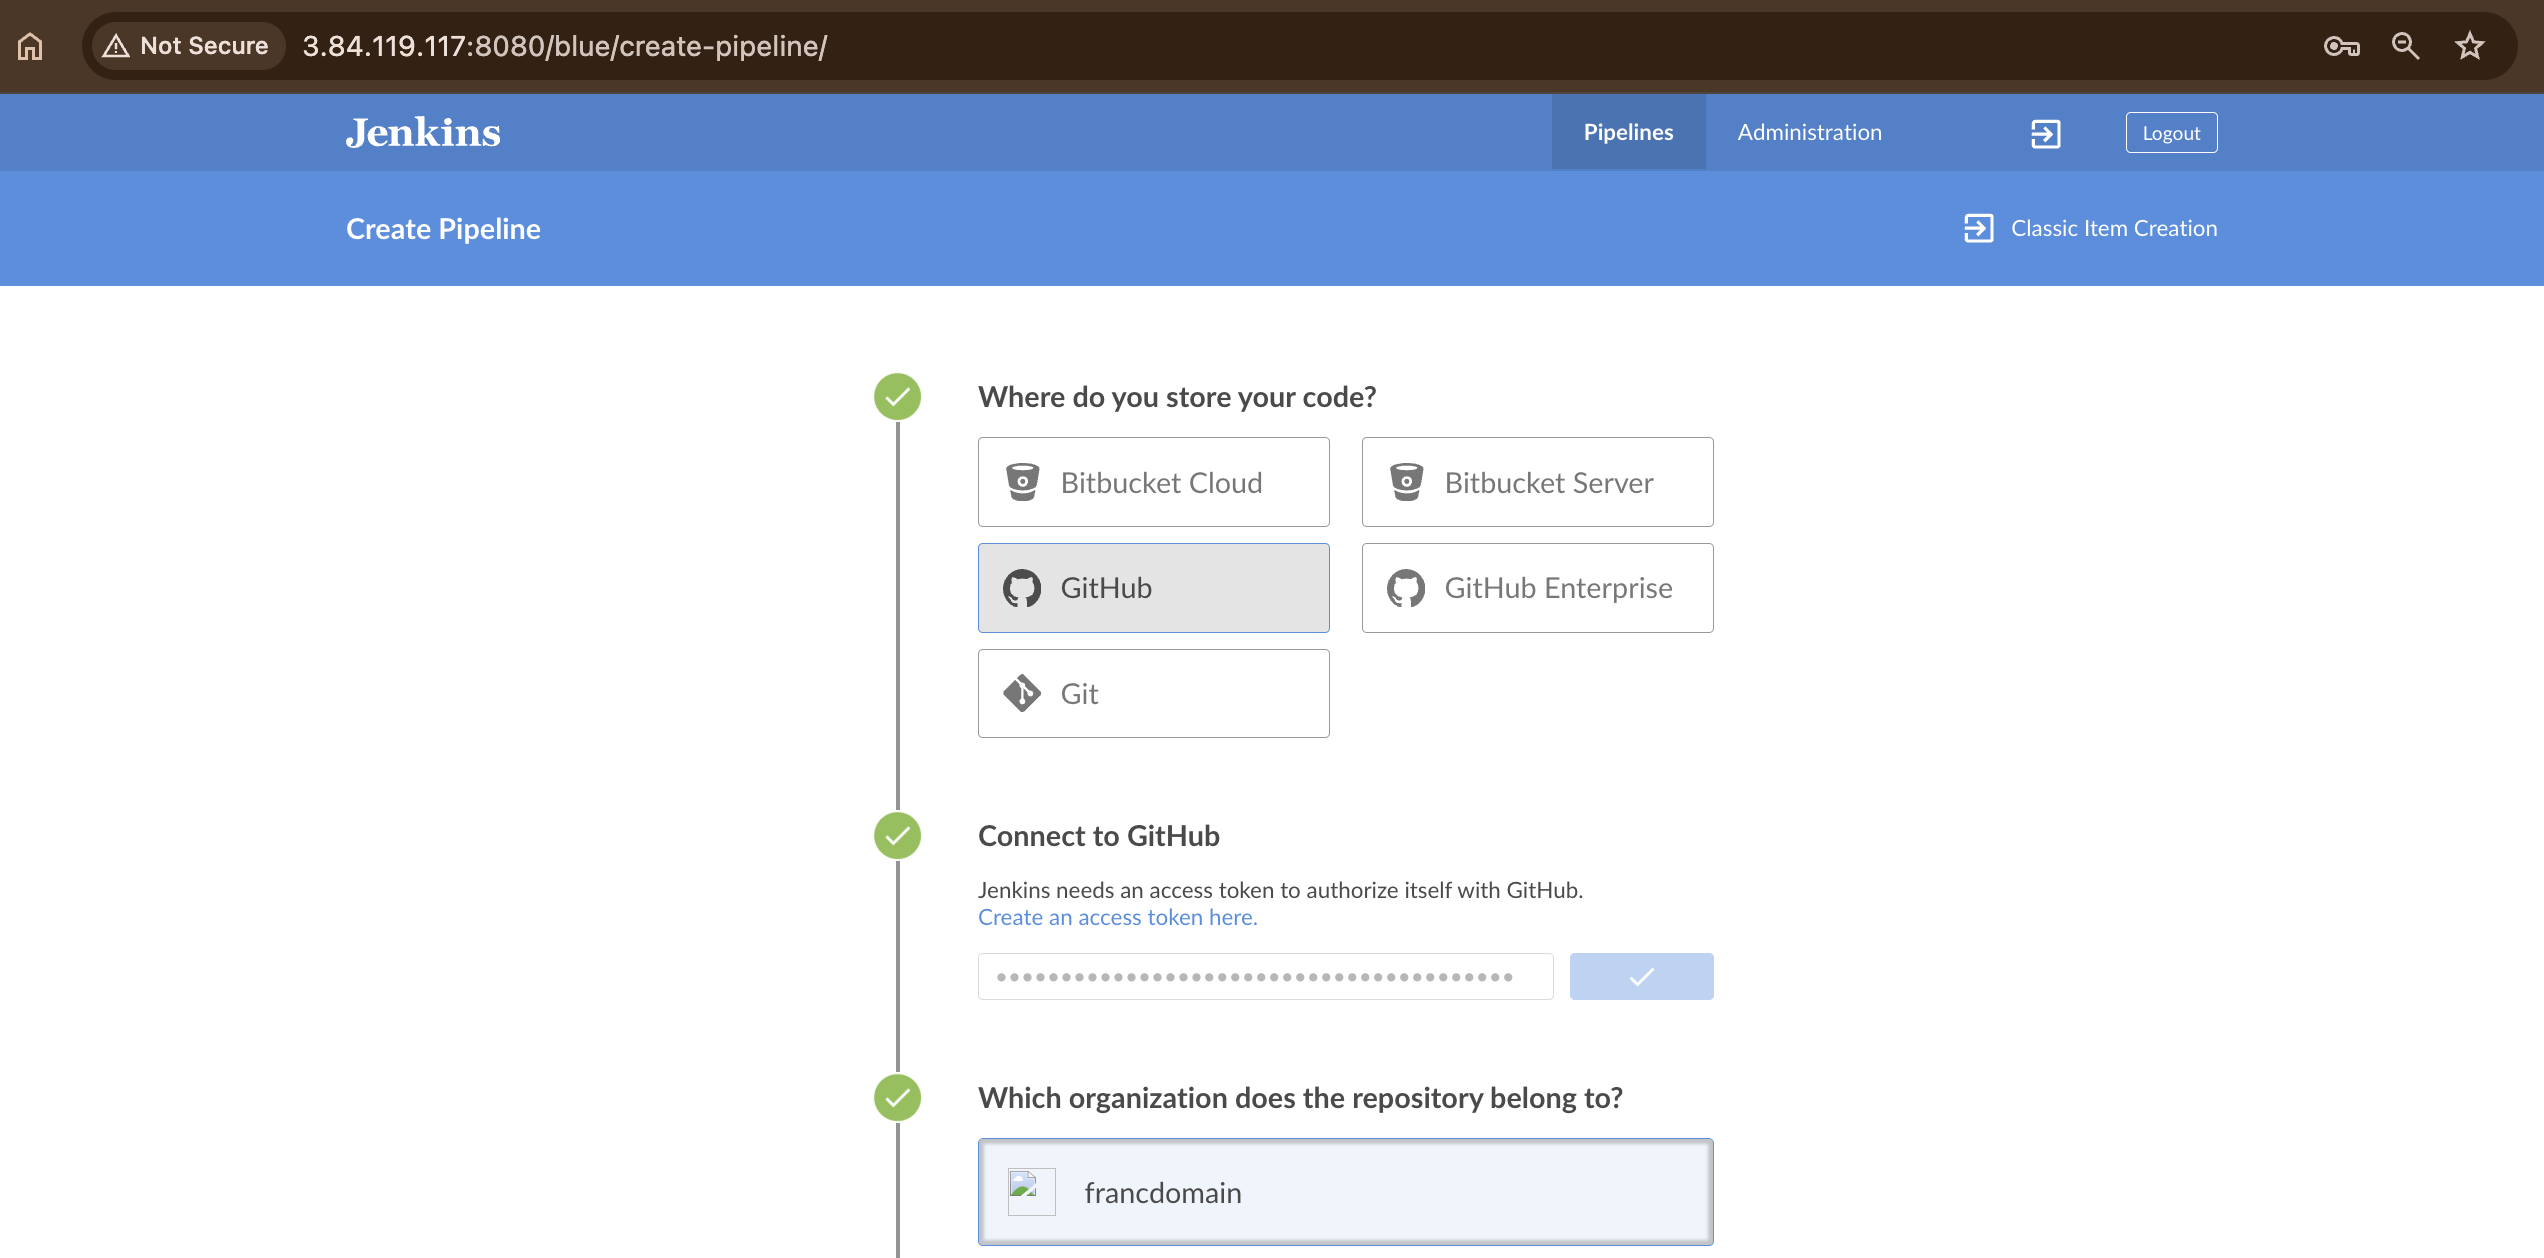 Not Secure
3.84.119.117:8080/blue/create-pipeline/
Jenkins
Pipelines
Administration
Logout
Create Pipeline
Classic Item Creation
Where do you store your code?
Bitbucket Cloud
Bitbucket Server
GitHub
GitHub Enterprise
Git
Connect to GitHub
Jenkins needs an access token to authorize itself with GitHub.
Create an access token here.
Which organization does the repository belong to?
francdomain